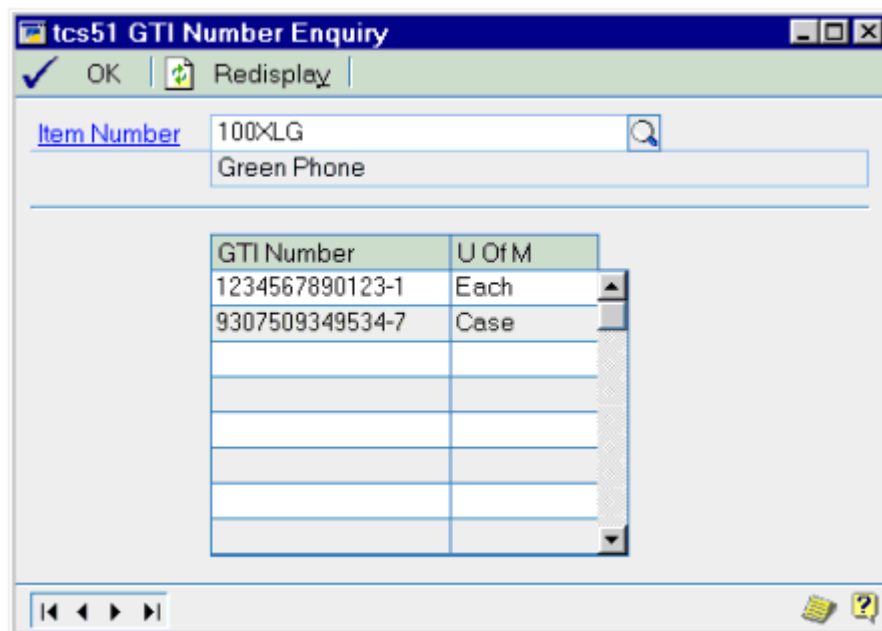 tcs51 GTI Number Enquiry
OK Redisplay
Item Number 100XLG
Green Phone
GTI Number U Of M
1234567890123-1 Each
9307509349534-7 Case